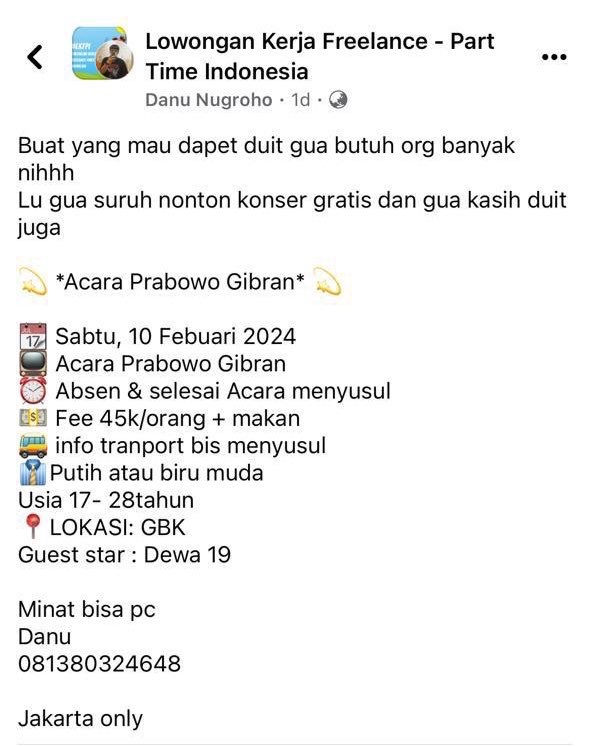 Lowongan Kerja Freelance - Part
Time Indonesia
Danu Nugroho · 1d ·
Buat yang mau dapet duit gua butuh org banyak
nihhh
Lu gua suruh nonton konser gratis dan gua kasih duit
juga
💫 *Acara Prabowo Gibran* 💫
📅 Sabtu, 10 Febuari 2024
📺 Acara Prabowo Gibran
⏰ Absen & selesai Acara menyusul
💵 Fee 45k/orang + makan
🚌 info tranport bis menyusul
👔Putih atau biru muda
Usia 17- 28tahun
📍LOKASI: GBK
Guest star : Dewa 19
Minat bisa pc
Danu
081380324648
Jakarta only